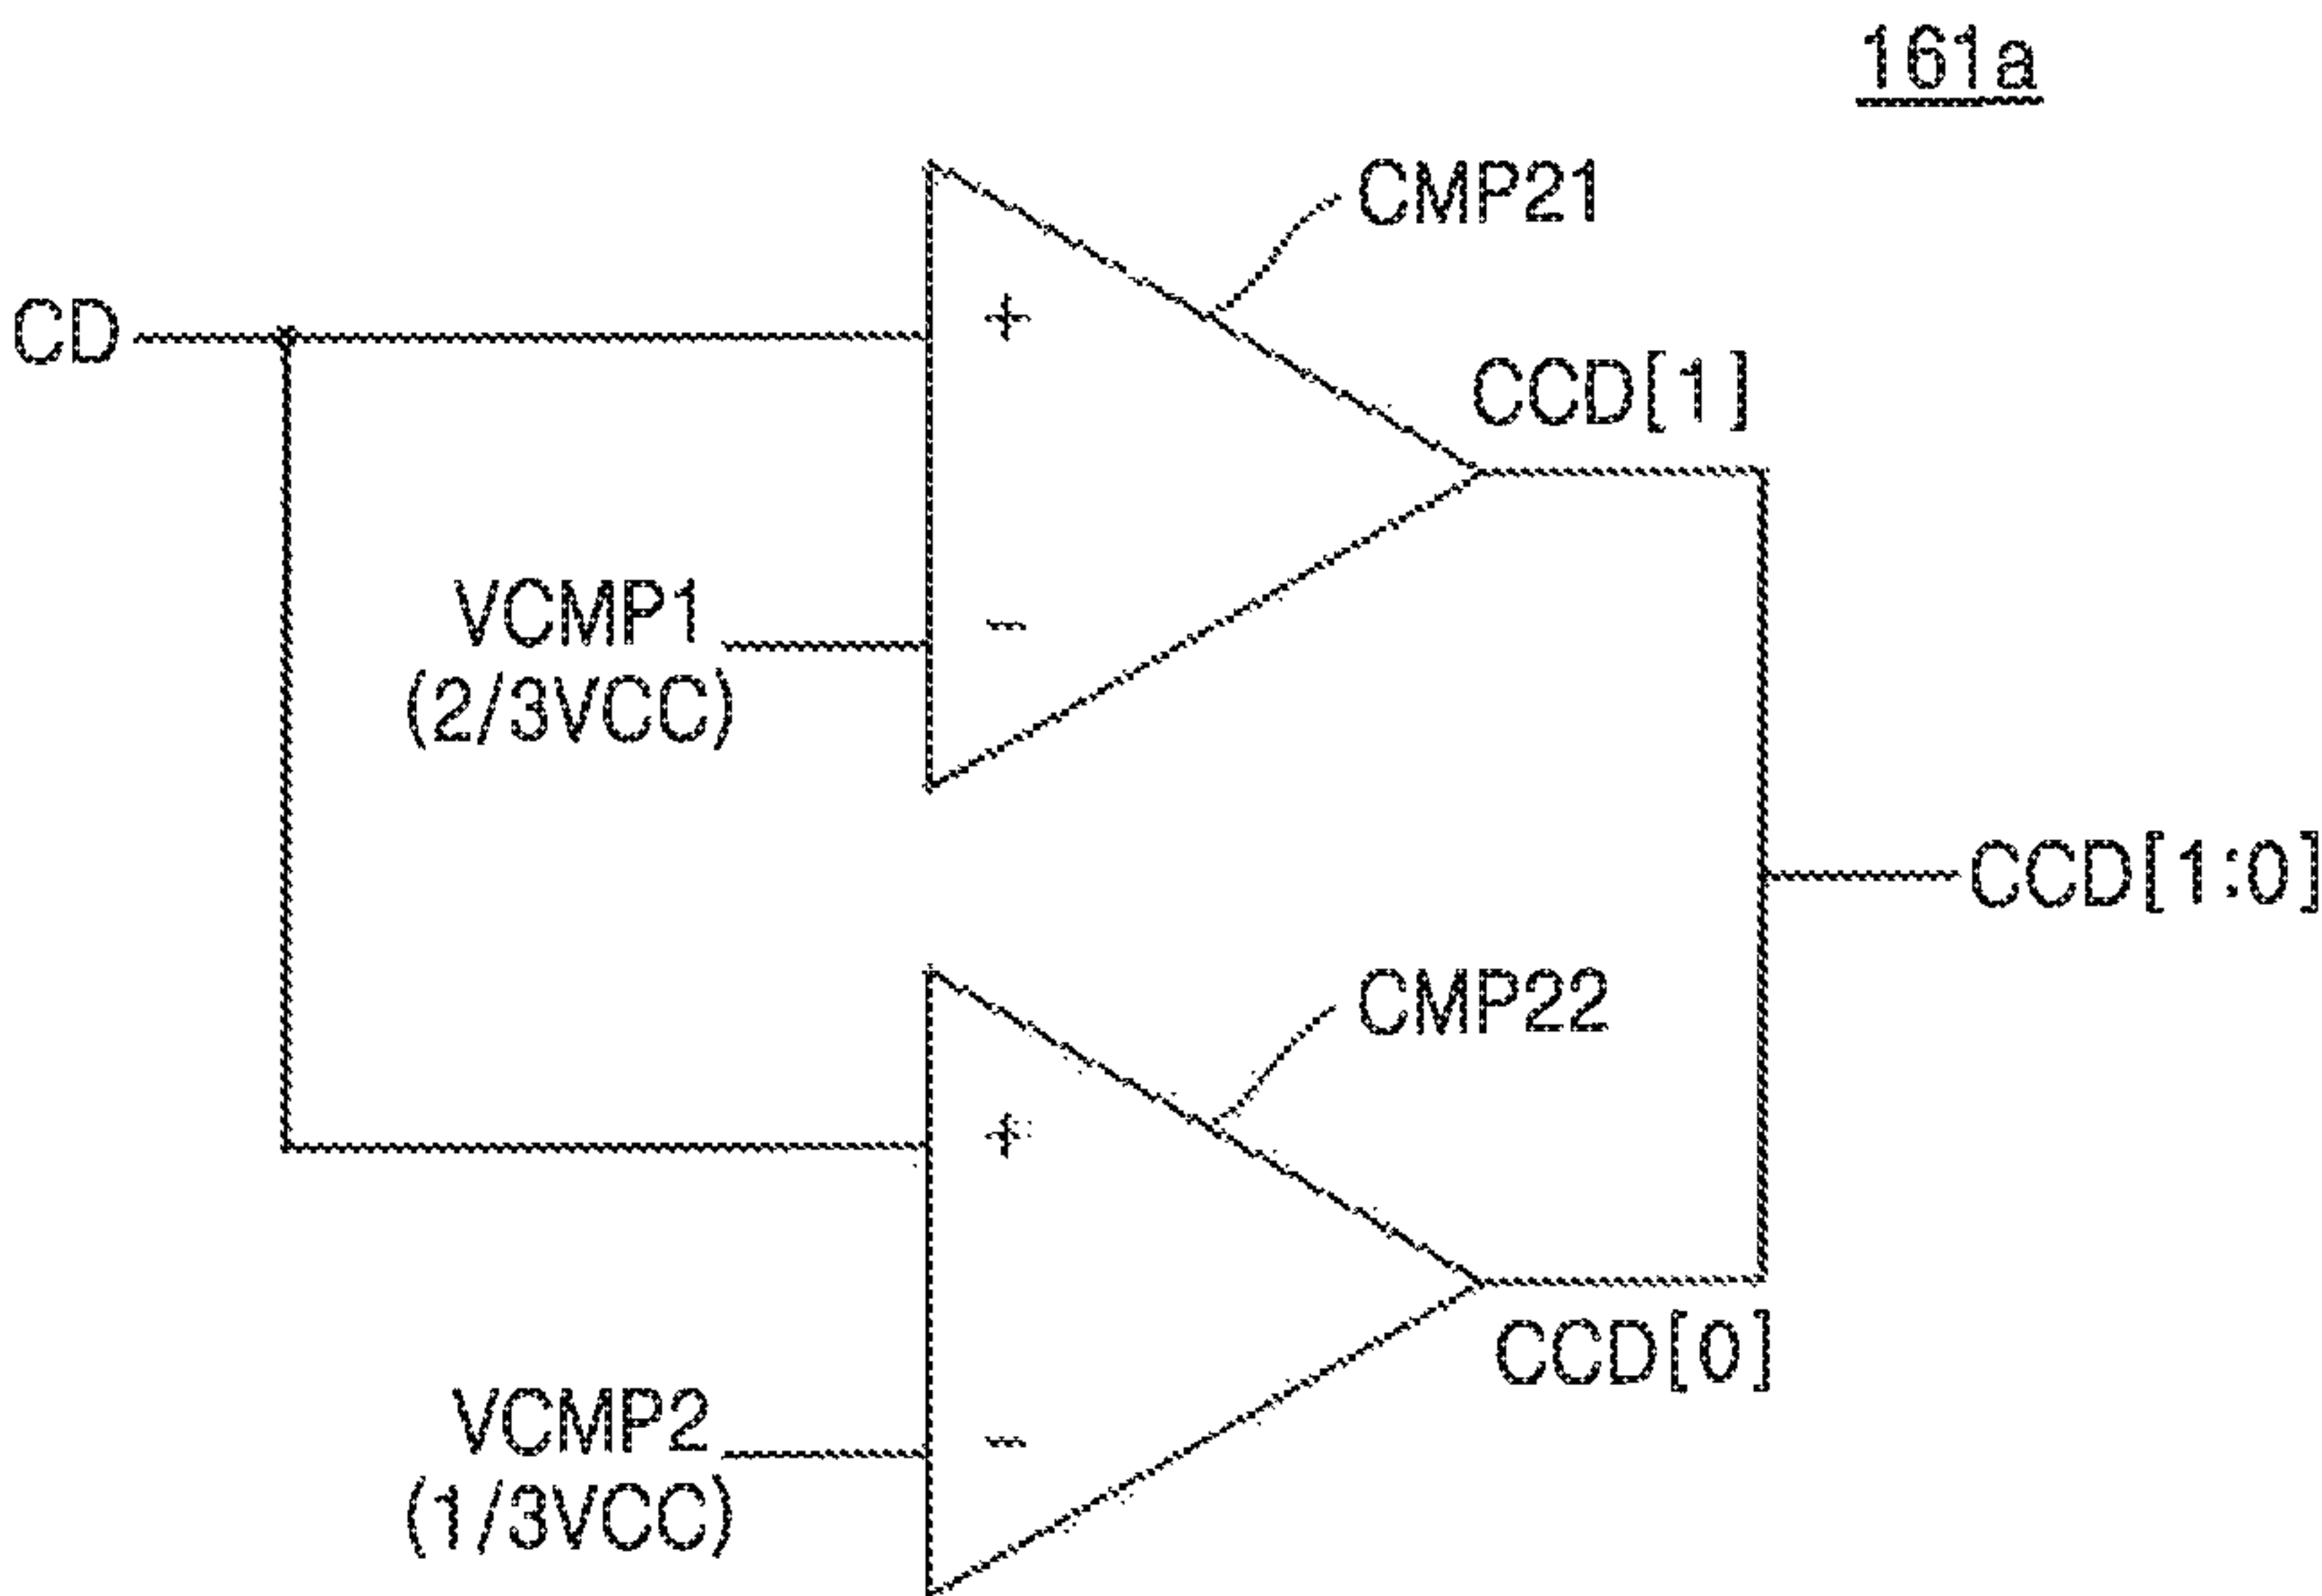 161a
CMP21
CD
+
CCD[1]
VCMP1
-
(2/3VCC)
CCD[1:0]
CMP22
+
CCD[0]
VCMP2
-
(1/3VCC)